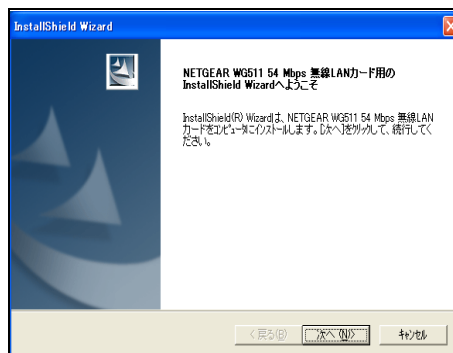 InstallShield Wizard
NETGEAR WG511 54 Mbps 無線LANカード用の
InstallShield Wizardへようこそ
InstallShield(R) Wizardは、NETGEAR WG511 54 Mbps 無線LAN
カードをコンピュータにインストールします。[次へ]をクリックして、続行してく
ださい。
< 戻る(B)
次へ (N)>
キャンセル